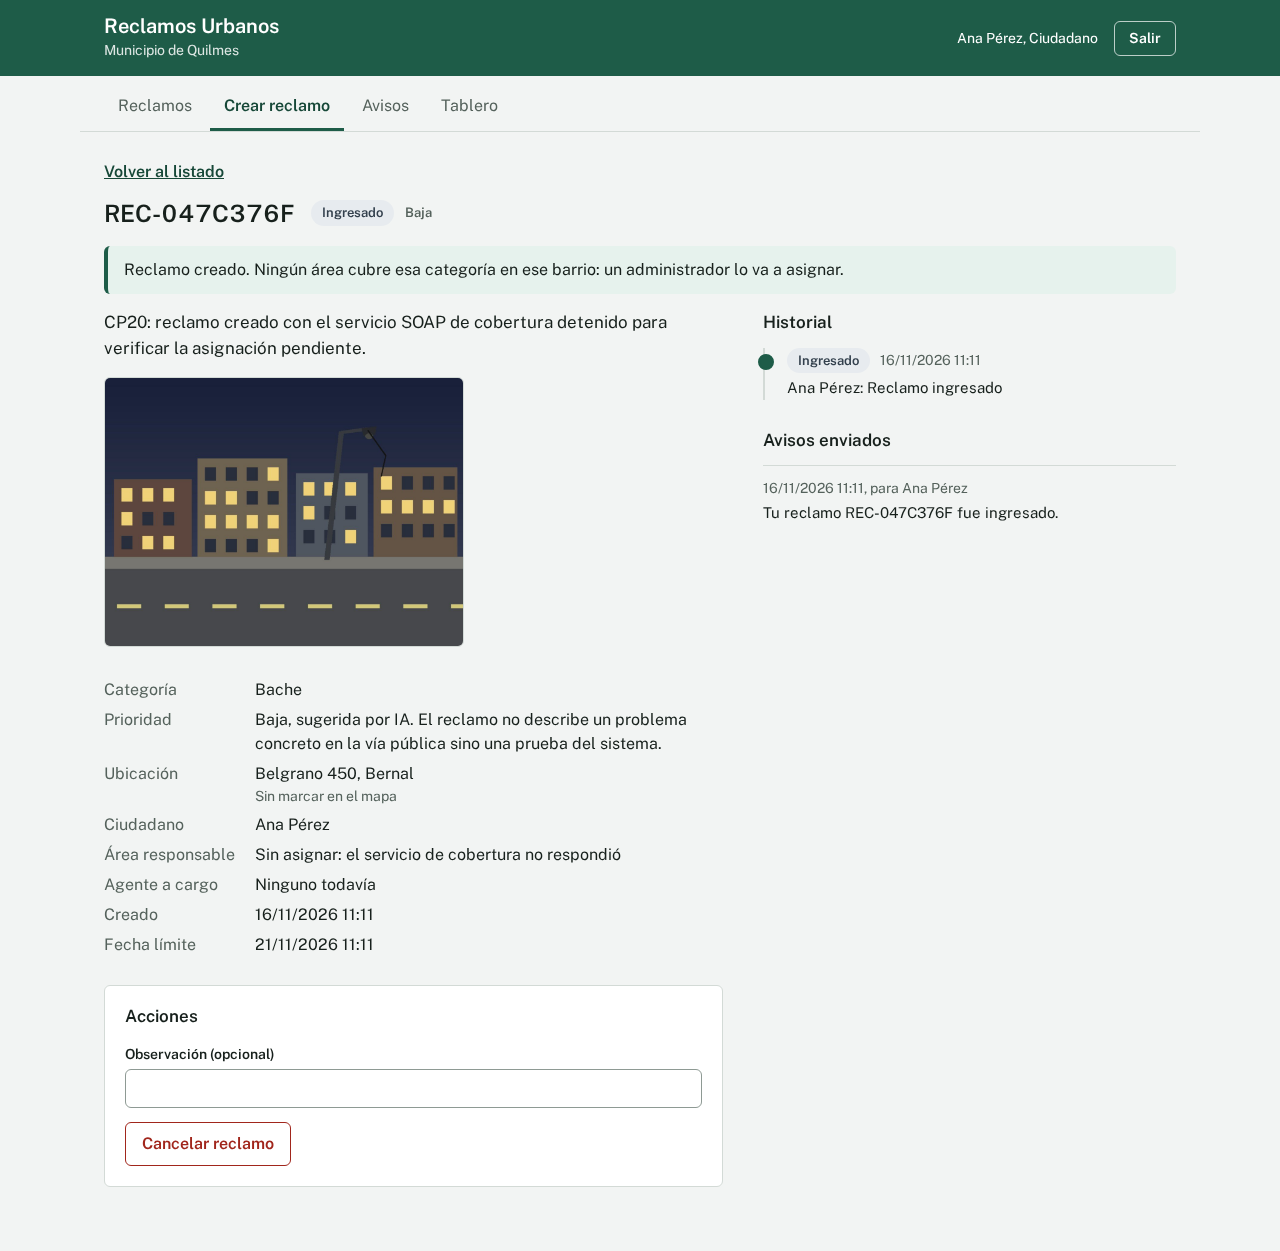 Reclamos Urbanos
Municipio de Quilmes
Ana Pérez, Ciudadano
Salir
Reclamos
Crear reclamo
Avisos
Tablero
Volver al listado
REC-047C376F
Ingresado
Baja
Reclamo creado. Ningún área cubre esa categoría en ese barrio: un administrador lo va a asignar.
CP20: reclamo creado con el servicio SOAP de cobertura detenido para
verificar la asignación pendiente.
Categoría
Bache
Prioridad
Baja, sugerida por IA. El reclamo no describe un problema
concreto en la vía pública sino una prueba del sistema.
Ubicación
Belgrano 450, Bernal
Sin marcar en el mapa
Ciudadano
Ana Pérez
Área responsable
Sin asignar: el servicio de cobertura no respondió
Agente a cargo
Ninguno todavía
Creado
16/11/2026 11:11
Fecha límite
21/11/2026 11:11
Acciones
Observación (opcional)
Cancelar reclamo
Historial
Ingresado
16/11/2026 11:11
Ana Pérez: Reclamo ingresado
Avisos enviados
16/11/2026 11:11, para Ana Pérez
Tu reclamo REC-047C376F fue ingresado.